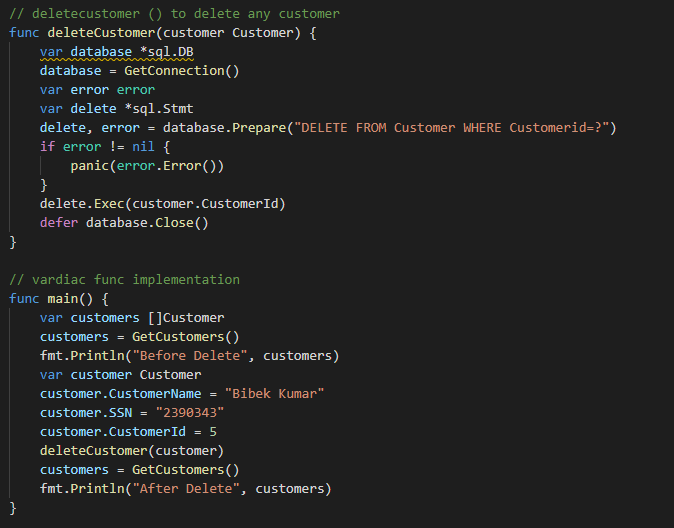 // deletecustomer () to delete any customer
func deleteCustomer(customer Customer) {
var database *sql.DB
database = GetConnection()
var error error
var delete *sql.Stmt
delete, error = database.Prepare("DELETE FROM Customer WHERE Customerid=?")
if error != nil {
panic(error.Error())
}
delete.Exec(customer.CustomerId)
defer database.Close()
}
// vardiac func implementation
func main() {
var customers []Customer
customers = GetCustomers()
fmt.Println("Before Delete", customers)
var customer Customer
customer.CustomerName = "Bibek Kumar"
customer.SSN = "2390343"
customer.CustomerId = 5
deleteCustomer(customer)
customers = GetCustomers()
fmt.Println("After Delete", customers)
}